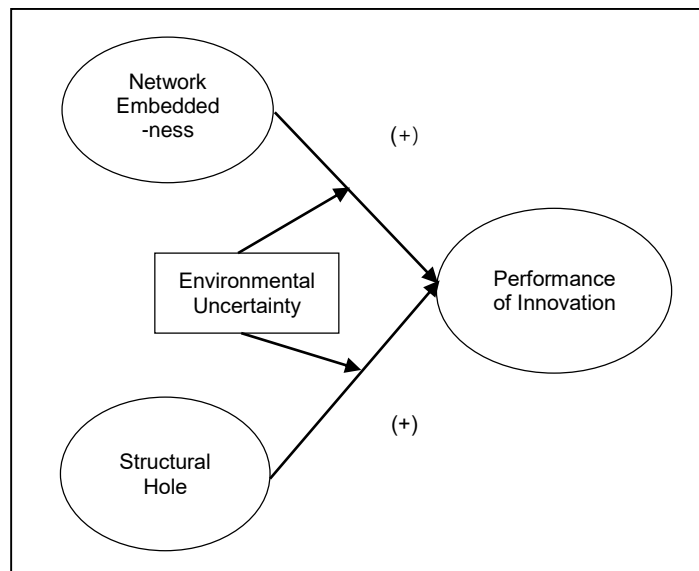 Network
Embedded
-ness
(+)
Environmental
Uncertainty
Performance
of Innovation
(+)
Structural
Hole